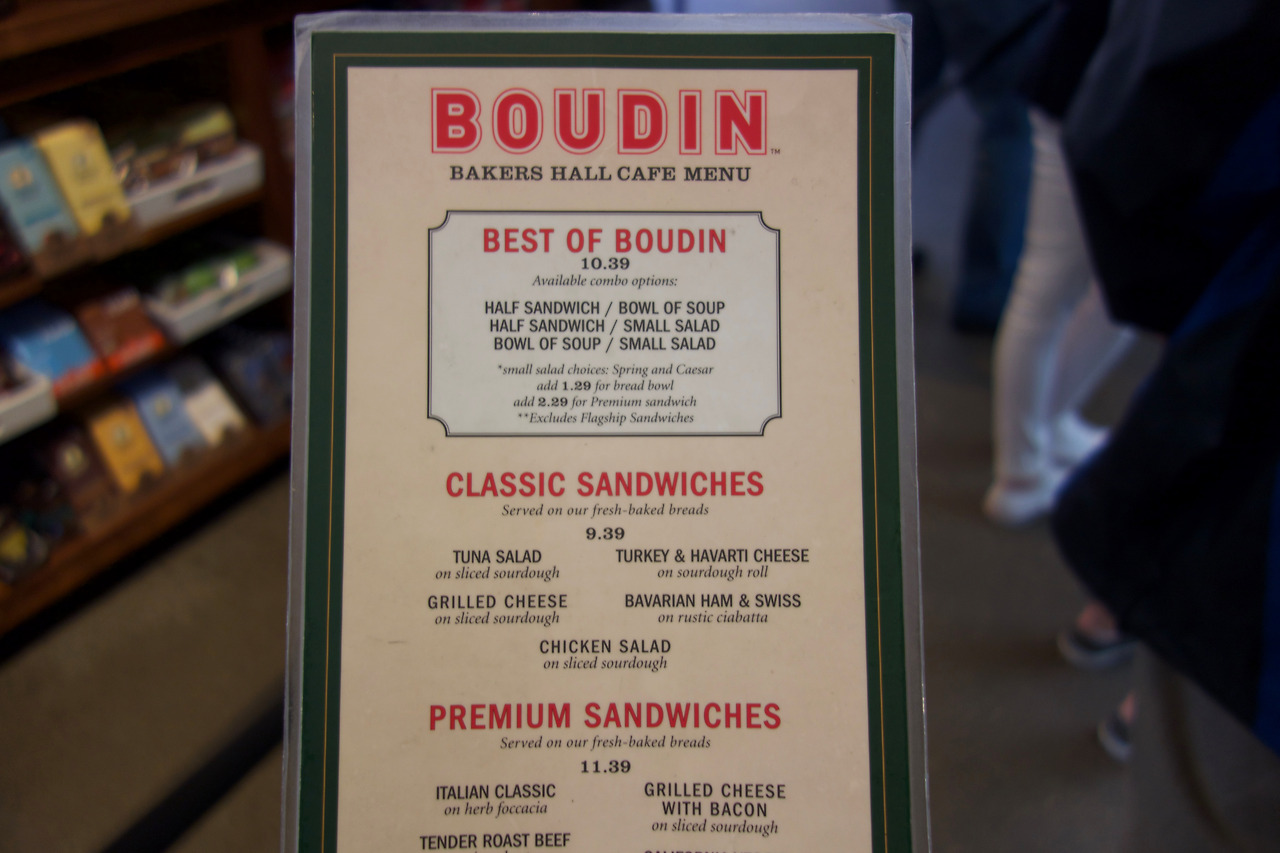 BOUDIN™
BAKERS HALL CAFE MENU
BEST OF BOUDIN
10.39
Available combo options:
HALF SANDWICH / BOWL OF SOUP
HALF SANDWICH / SMALL SALAD
BOWL OF SOUP / SMALL SALAD
*small salad choices: Spring and Caesar
add 1.29 for bread bowl
add 2.29 for Premium sandwich
**Excludes Flagship Sandwiches
CLASSIC SANDWICHES
Served on our fresh-baked breads
9.39
TUNA SALAD
on sliced sourdough
TURKEY & HAVARTI CHEESE
on sourdough roll
GRILLED CHEESE
on sliced sourdough
BAVARIAN HAM & SWISS
on rustic ciabatta
CHICKEN SALAD
on sliced sourdough
PREMIUM SANDWICHES
Served on our fresh-baked breads
11.39
ITALIAN CLASSIC
on herb foccacia
GRILLED CHEESE
WITH BACON
on sliced sourdough
TENDER ROAST BEEF